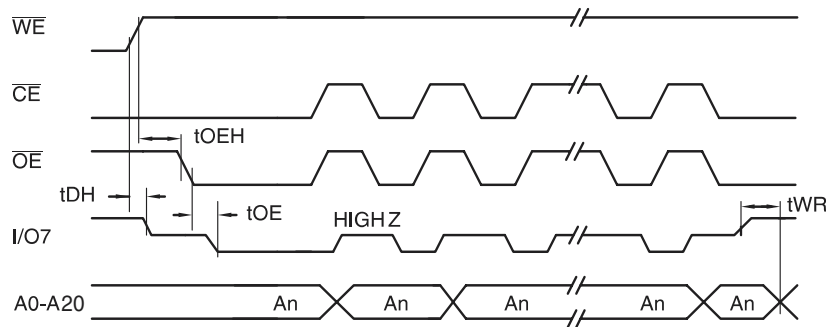 WE
CE
tOEH
OE
tDH
tOE
tWR
I/O7
HIGH Z
A0-A20 An An An An An